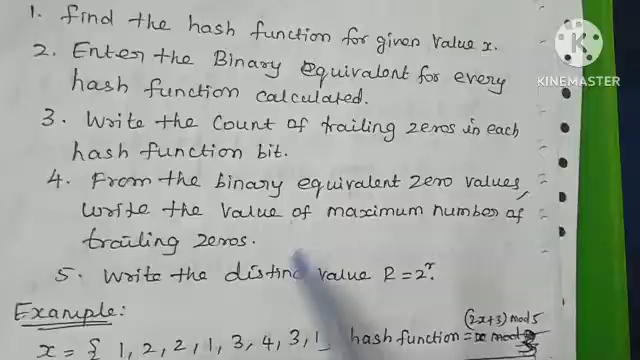 1. Find the hash function for given value x.
2. Enter the Binary equivalent for every
hash function calculated.
KINEMASTER
3. Write the Count of trailing zeros in each
hash function bit.
4. From the binary equivalent zero values,
write the value of maximum number of
trailing zeros.
5. Write the distinc value R = 2^r.
Example:
x = { 1, 2, 2, 1, 3, 4, 3, 1 hash function = (2x+3) mod 5